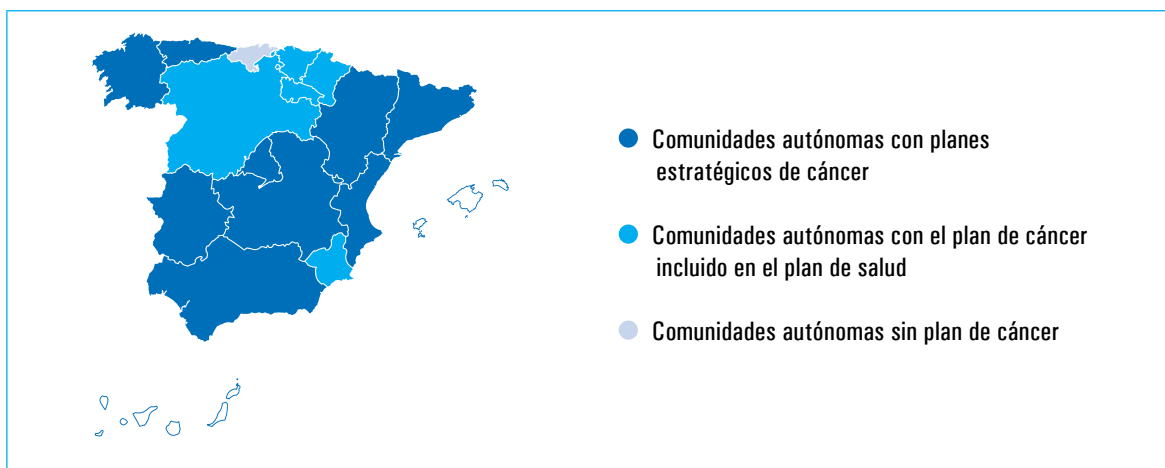 Comunidades autónomas con planes
estratégicos de cáncer
Comunidades autónomas con el plan de cáncer
incluido en el plan de salud
Comunidades autónomas sin plan de cáncer